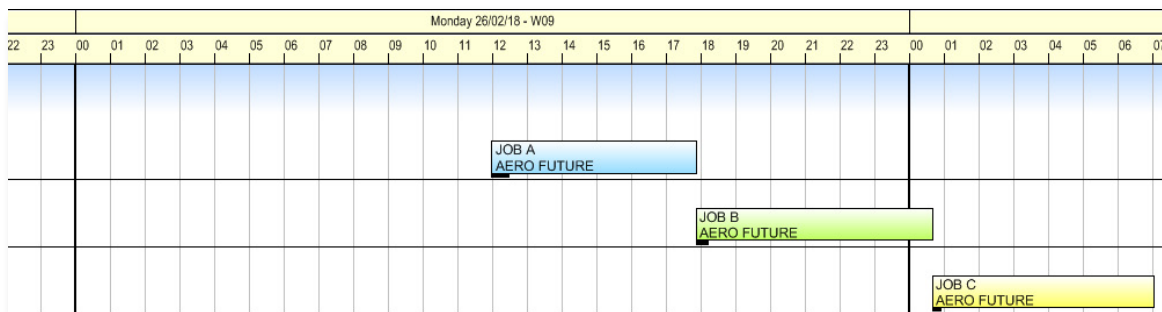 Monday 26/02/18 - W09
22 23 00 01 02 03 04 05 06 07 08 09 10 11 12 13 14 15 16 17 18 19 20 21 22 23 00 01 02 03 04 05 06 07
JOB A
AERO FUTURE
JOB B
AERO FUTURE
JOB C
AERO FUTURE